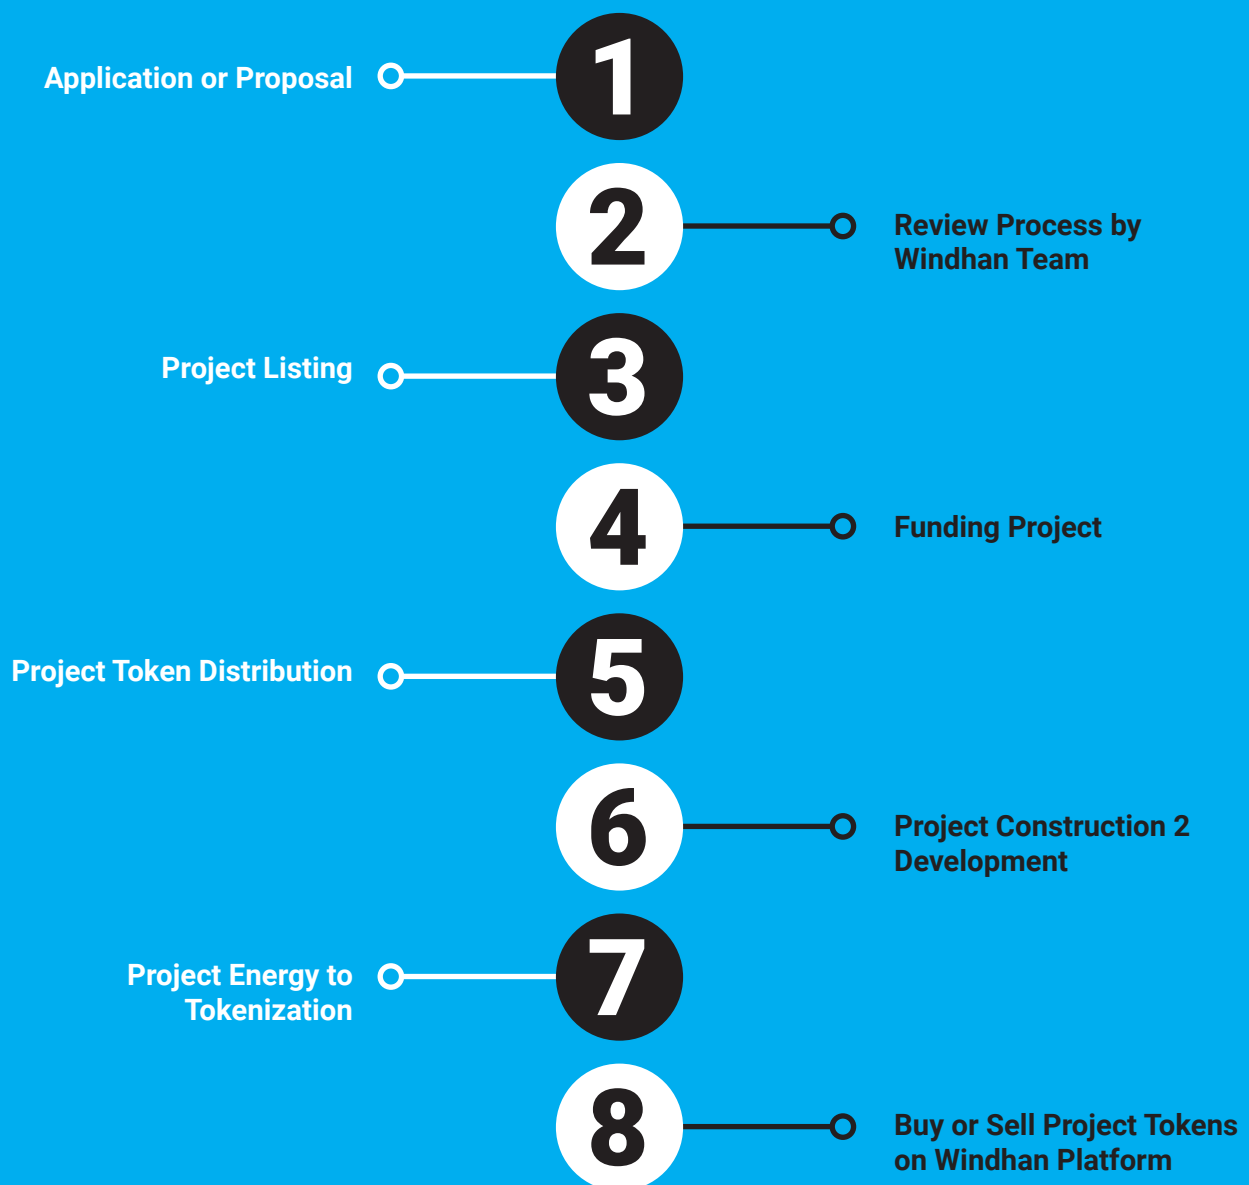 Application or Proposal
1
2
Review Process by
Windhan Team
Project Listing
3
4
Funding Project
Project Token Distribution
5
6
Project Construction 2
Development
Project Energy to
Tokenization
7
8
Buy or Sell Project Tokens
on Windhan Platform